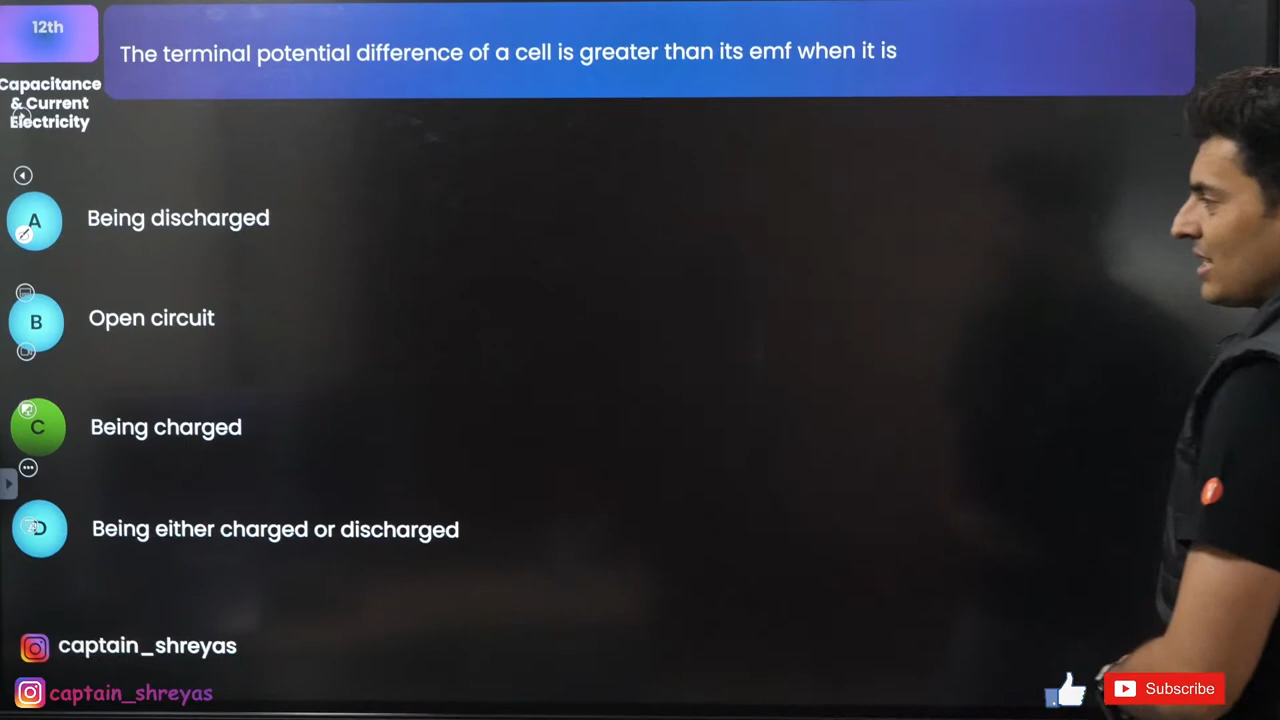 12th
The terminal potential difference of a cell is greater than its emf when it is
Capacitance
& Current
Electricity
A
Being discharged
B
Open circuit
C
Being charged
D
Being either charged or discharged
captain_shreyas
captain_shreyas
Subscribe